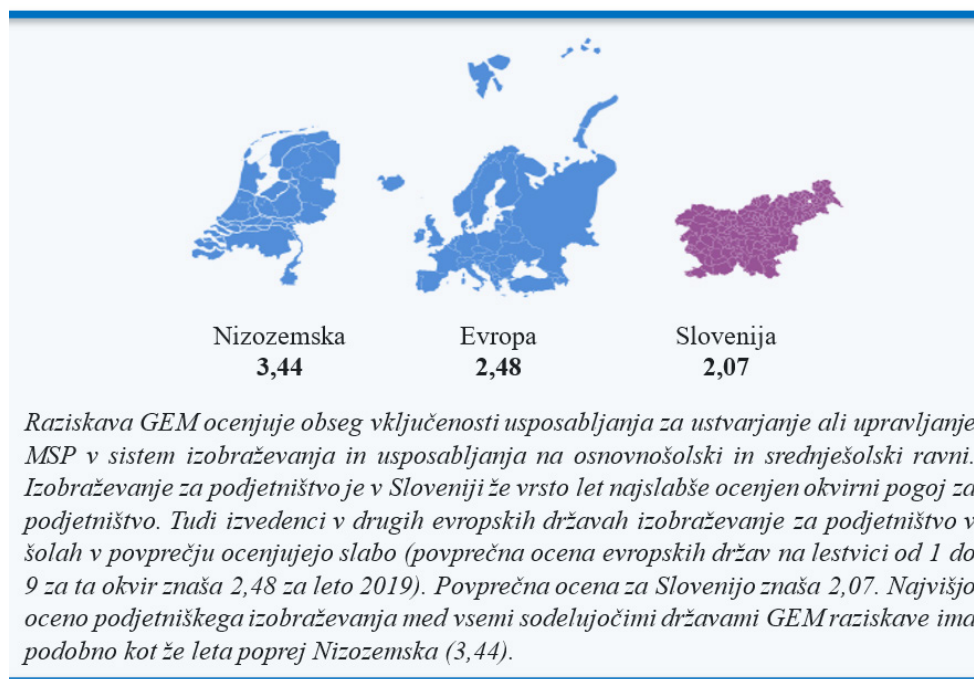 Nizozemska Evropa Slovenija
3,44 2,48 2,07
Raziskava GEM ocenjuje obseg vključenosti usposabljanja za ustvarjanje ali upravljanje
MSP v sistem izobraževanja in usposabljanja na osnovnošolski in srednješolski ravni.
Izobraževanje za podjetništvo je v Sloveniji že vrsto let najslabše ocenjen okvirni pogoj za
podjetništvo. Tudi izvedenci v drugih evropskih državah izobraževanje za podjetništvo v
šolah v povprečju ocenjujejo slabo (povprečna ocena evropskih držav na lestvici od 1 do
9 za ta okvir znaša 2,48 za leto 2019). Povprečna ocena za Slovenijo znaša 2,07. Najvišjo
oceno podjetniškega izobraževanja med vsemi sodelujočimi državami GEM raziskave ima
podobno kot že leta poprej Nizozemska (3,44).